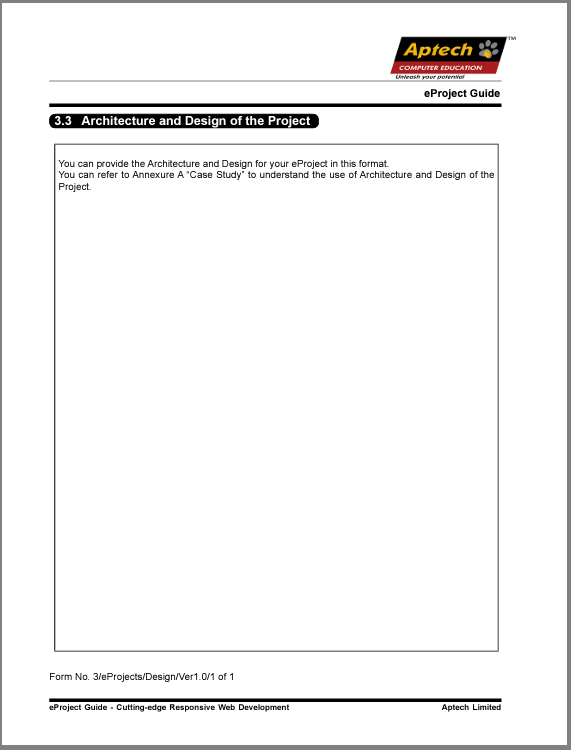 Aptech ™
COMPUTER EDUCATION
Unleash your potential
eProject Guide
3.3 Architecture and Design of the Project
You can provide the Architecture and Design for your eProject in this format.
You can refer to Annexure A “Case Study” to understand the use of Architecture and Design of the
Project.
Form No. 3/eProjects/Design/Ver1.0/1 of 1
eProject Guide - Cutting-edge Responsive Web Development Aptech Limited